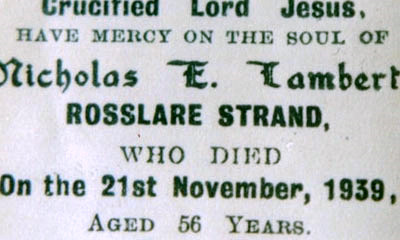 Crucified Lord Jesus,
HAVE MERCY ON THE SOUL OF
Nicholas E. Lambert
ROSSLARE STRAND,
WHO DIED
On the 21st November, 1939,
AGED 56 YEARS.